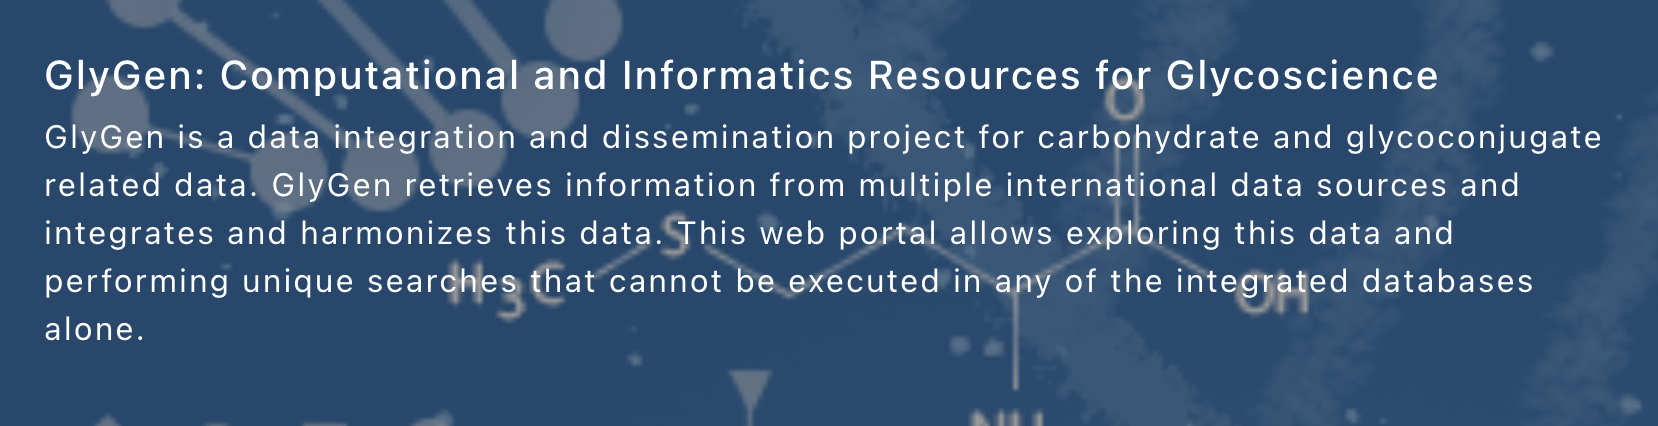 GlyGen: Computational and Informatics Resources for Glycoscience
GlyGen is a data integration and dissemination project for carbohydrate and glycoconjugate
related data. GlyGen retrieves information from multiple international data sources and
integrates and harmonizes this data. This web portal allows exploring this data and
performing unique searches that cannot be executed in any of the integrated databases
alone.
O
S
H3C
OH